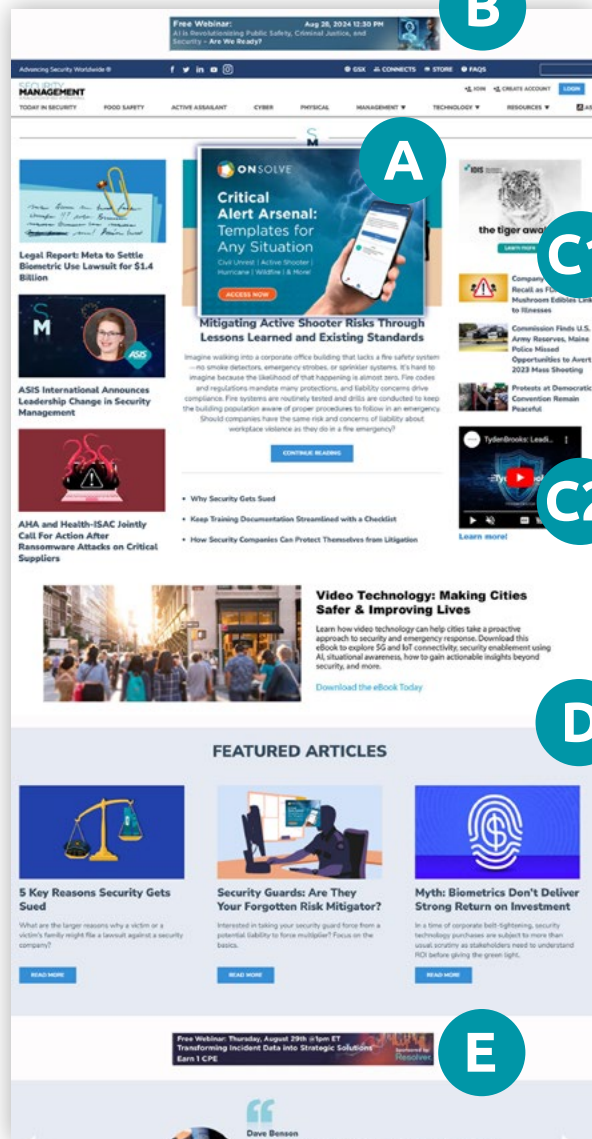 B
Free Webinar: Aug 28, 2024 12:30 PM
AI is Revolutionizing Public Safety, Criminal Justice, and
Security - Are We Ready?
Advancing Security Worldwide ®
GSX CONNECTS STORE FAQS
SECURITY
MANAGEMENT
JOIN CREATE ACCOUNT LOGIN
TODAY IN SECURITY FOOD SAFETY ACTIVE ASSAILANT CYBER PHYSICAL MANAGEMENT ▼ TECHNOLOGY ▼ RESOURCES ▼
S
M
A
ONSOLVE
Critical
Alert Arsenal:
Templates for
Any Situation
Civil Unrest | Active Shooter |
Hurricane | Wildfire | & More!
ACCESS NOW
Mitigating Active Shooter Risks Through
Lessons Learned and Existing Standards
Imagine walking into a corporate office building that lacks a fire safety system
—no smoke detectors, emergency strobes, or sprinkler systems. It's hard to
imagine because the likelihood of that happening is almost zero. Fire codes
and regulations mandate many protections, and liability concerns drive
compliance. Fire systems are routinely tested and drills are conducted to keep
the building population aware of proper procedures to follow in an emergency.
Should companies have the same risk and concerns of liability about
workplace violence as they do in a fire emergency?
CONTINUE READING
• Why Security Gets Sued
• Keep Training Documentation Streamlined with a Checklist
• How Security Companies Can Protect Themselves from Litigation
Legal Report: Meta to Settle
Biometric Use Lawsuit for $1.4
Billion
S
M
ASIS
ASIS International Announces
Leadership Change in Security
Management
AHA and Health-ISAC Jointly
Call For Action After
Ransomware Attacks on Critical
Suppliers
IDIS
the tiger awa
Learn more
C1
Company
Recall as FD
Mushroom Edibles Link
to Illnesses
Commission Finds U.S.
Army Reserves, Maine
Police Missed
Opportunities to Avert
2023 Mass Shooting
Protests at Democratic
Convention Remain
Peaceful
TydenBrooks: Leadi...
C2
Learn more!
Video Technology: Making Cities
Safer & Improving Lives
Learn how video technology can help cities take a proactive
approach to security and emergency response. Download this
eBook to explore 5G and IoT connectivity, security enablement using
AI, situational awareness, how to gain actionable insights beyond
security, and more.
Download the eBook Today
D
FEATURED ARTICLES
5 Key Reasons Security Gets
Sued
What are the larger reasons why a victim or a
victim's family might file a lawsuit against a security
company?
READ MORE
Security Guards: Are They
Your Forgotten Risk Mitigator?
Interested in taking your security guard force from a
potential liability to force multiplier? Focus on the
basics.
READ MORE
Myth: Biometrics Don't Deliver
Strong Return on Investment
In a time of corporate belt-tightening, security
technology purchases are subject to more than
usual scrutiny as stakeholders need to understand
ROI before giving the green light.
READ MORE
Free Webinar: Thursday, August 29th @1pm ET
Transforming Incident Data into Strategic Solutions
Earn 1 CPE
Sponsored by:
Resolver.
E
Dave Benson